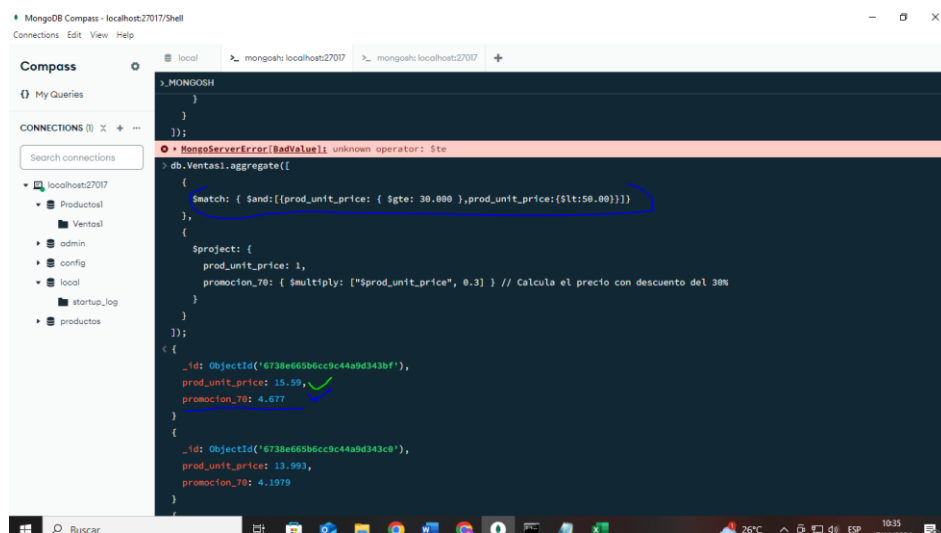 MongoDB Compass - localhost:27017/Shell
Connections Edit View Help
Compass
local >_ mongosh: localhost:27017 >_ mongosh: localhost:27017 +
{} My Queries
>_MONGOSH
CONNECTIONS (1)
Search connections
localhost:27017
Productos1
Ventas1
admin
config
local
startup_log
productos
}
}
]);
MongoServerError[BadValue]: unknown operator: $te
> db.Ventas1.aggregate([
{
$match: { $and:[{prod_unit_price: { $gte: 30.000 },prod_unit_price:{$lt:50.00}}]}
},
{
$project: {
prod_unit_price: 1,
promocion_70: { $multiply: ["$prod_unit_price", 0.3] } // Calcula el precio con descuento del 30%
}
}
]);
< {
_id: ObjectId('6738e665b6cc9c44a9d343bf'),
prod_unit_price: 15.59,
promocion_70: 4.677
}
{
_id: ObjectId('6738e665b6cc9c44a9d343c0'),
prod_unit_price: 13.993,
promocion_70: 4.1979
}
{
Buscar
26°C ESP 10:35